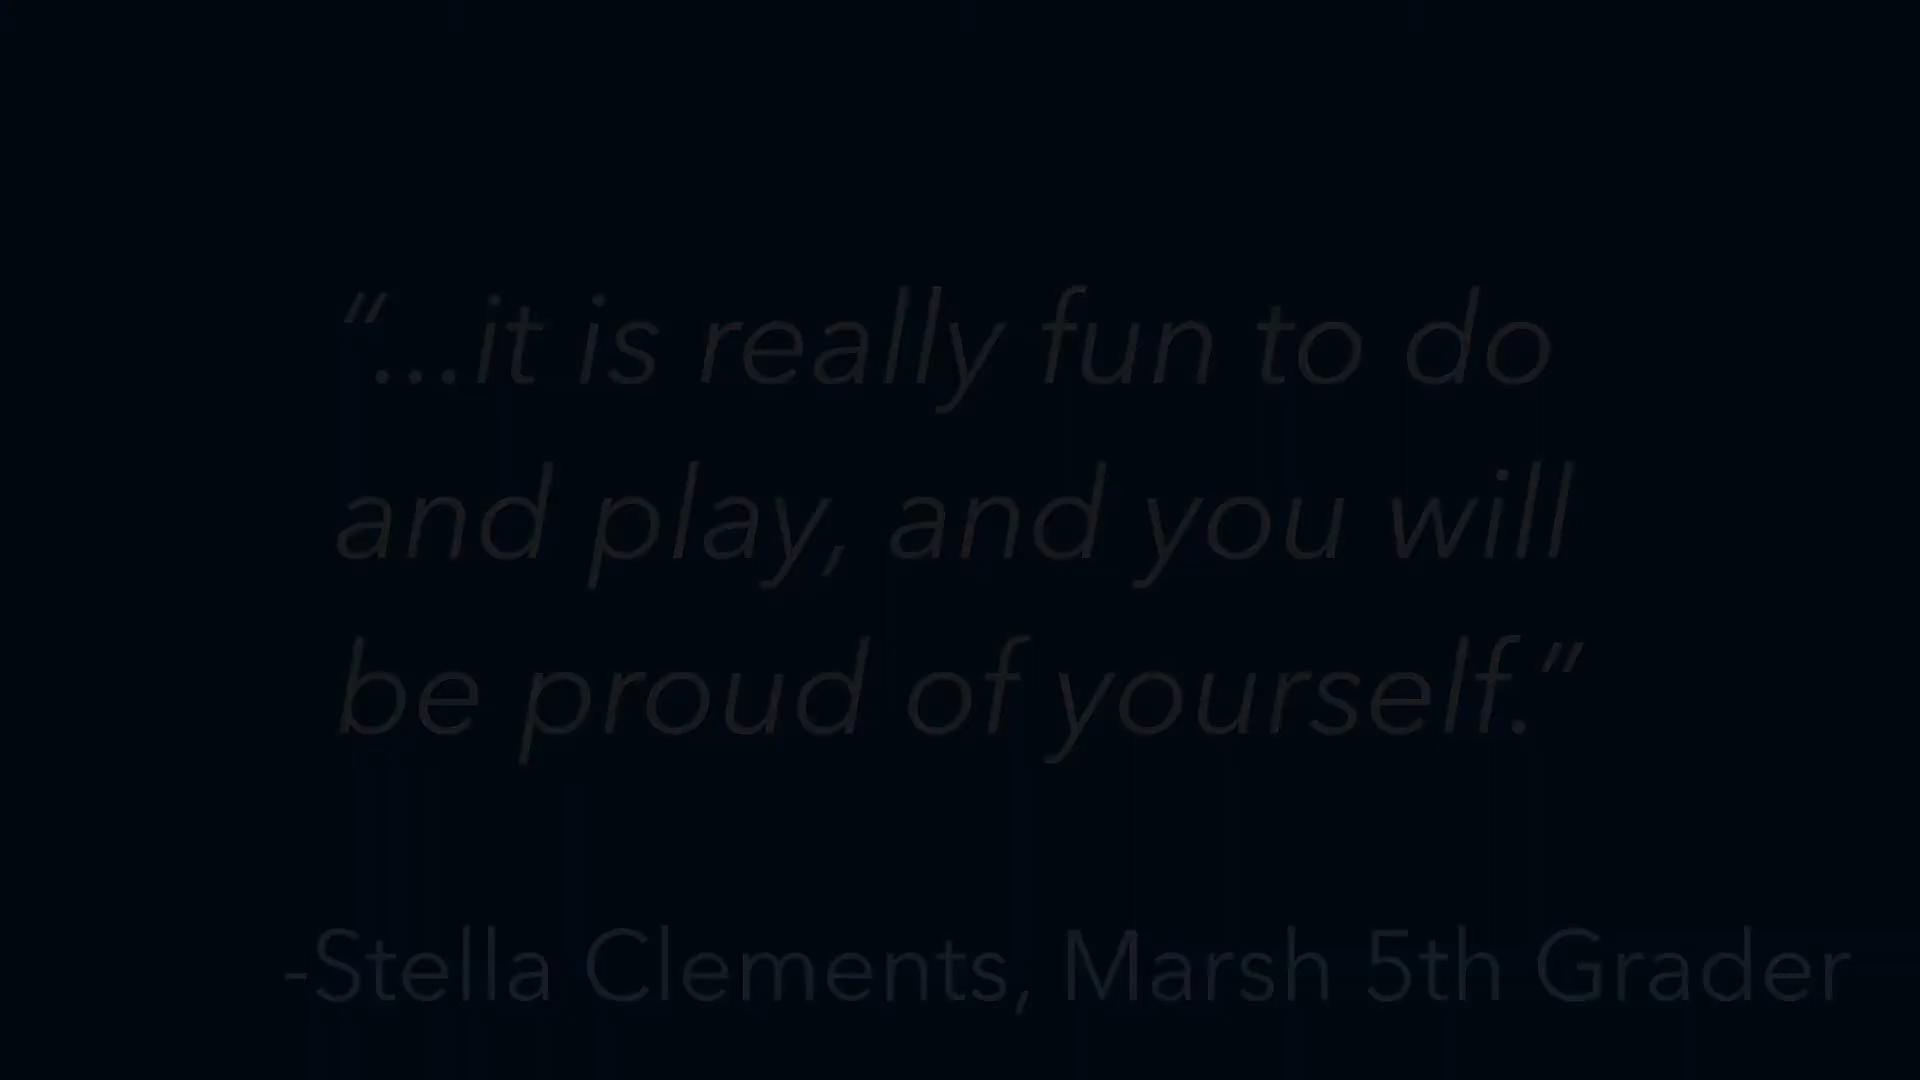 “...it is really fun to do
and play, and you will
be proud of yourself.”
-Stella Clements, Marsh 5th Grader